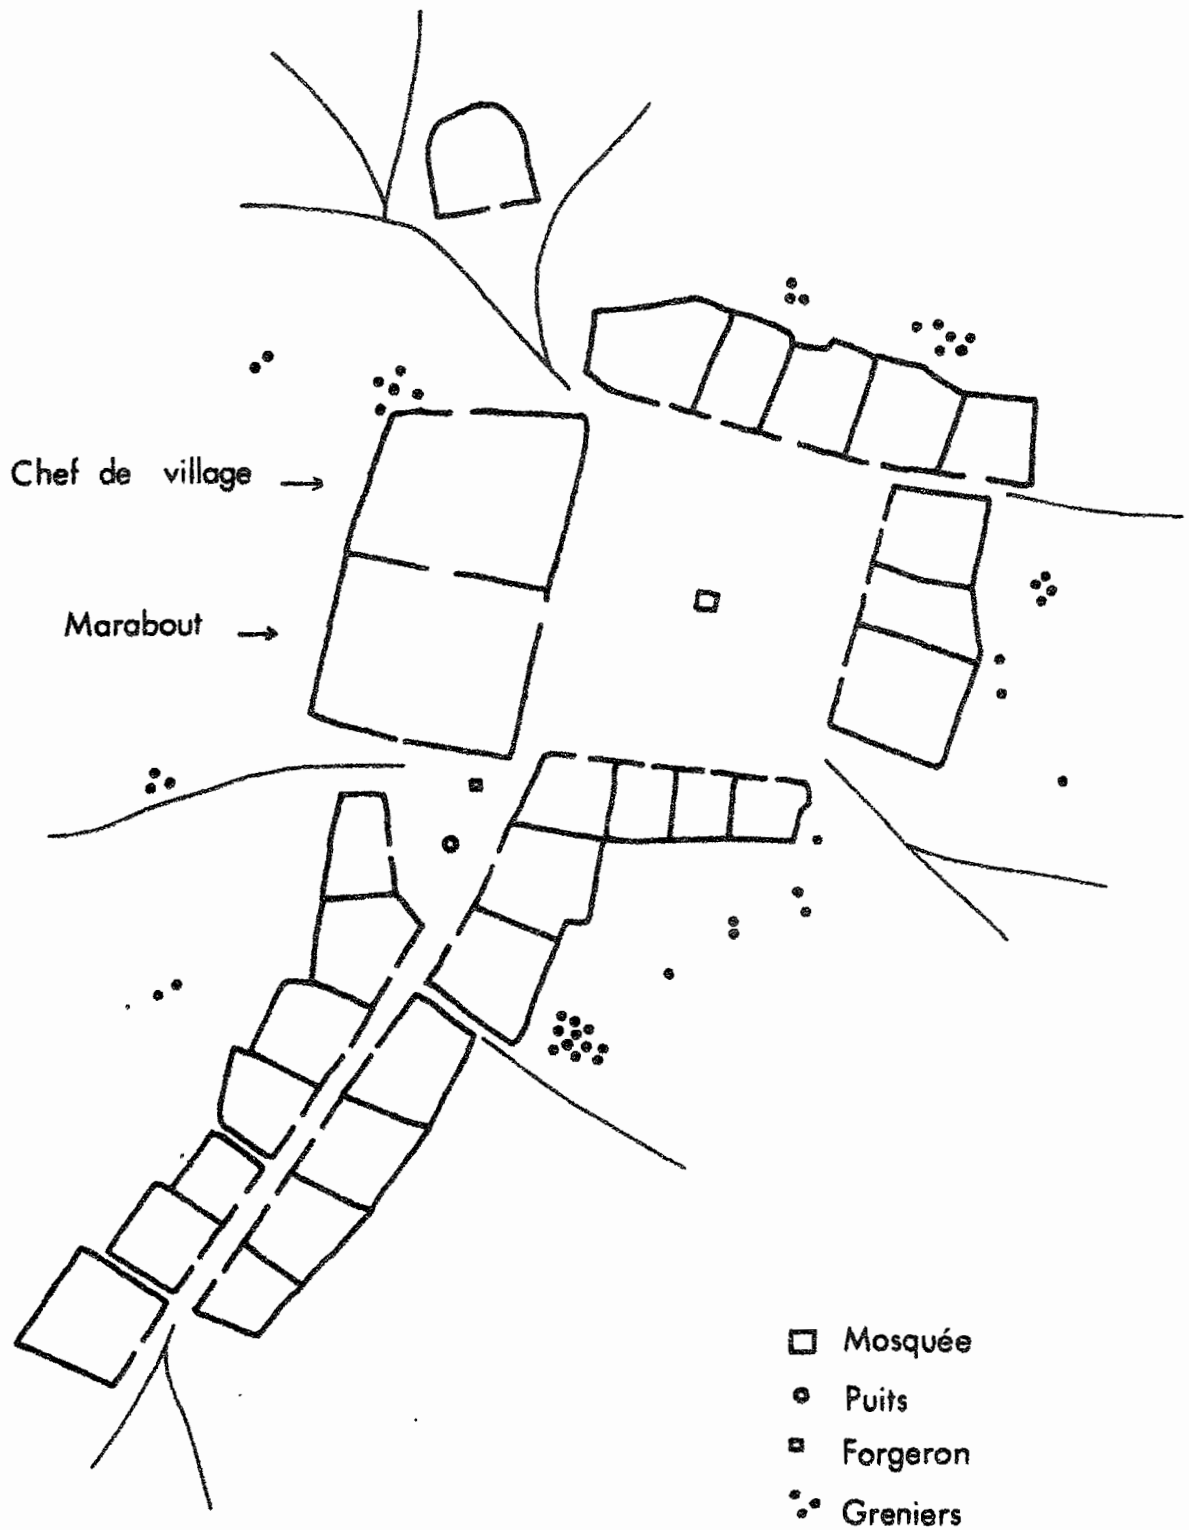 Chef de village
Marabout
Mosquée
Puits
Forgeron
Greniers